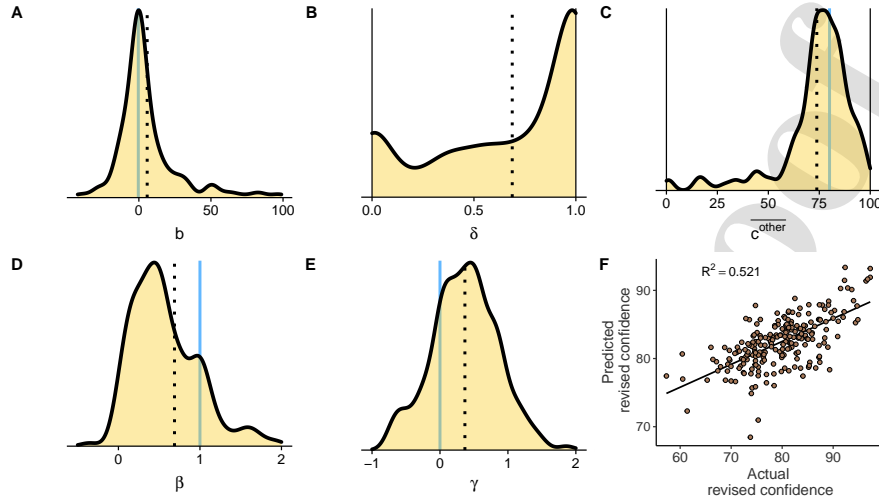 A
B
C
0
50
100
b
0.0
0.5
1.0
δ
0
25
50
75
100
c^other
D
E
F
0
1
2
β
−1
0
1
2
γ
R² = 0.521
90
80
70
Predicted
revised confidence
60
70
80
90
Actual
revised confidence